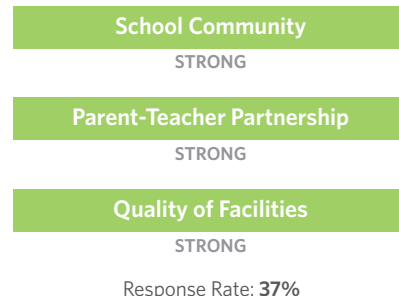 School Community
STRONG
Parent-Teacher Partnership
STRONG
Quality of Facilities
STRONG
Response Rate: 37%